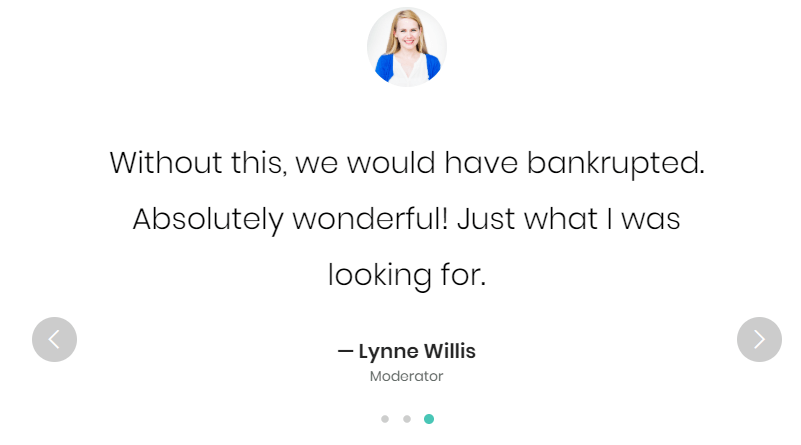 Without this, we would have bankrupted.
Absolutely wonderful! Just what I was
looking for.
— Lynne Willis
Moderator